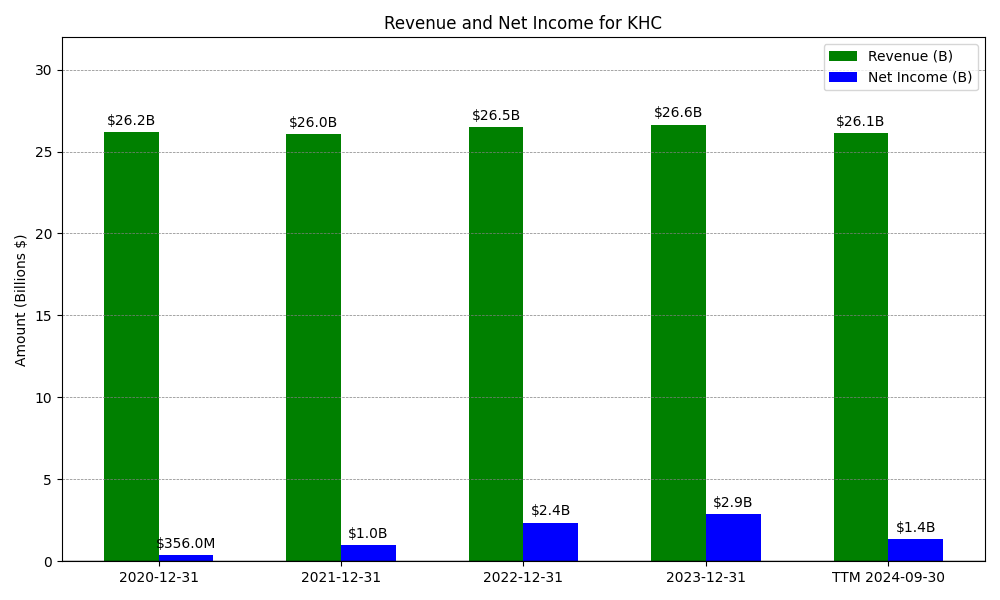 Revenue and Net Income for KHC
Revenue (B)
Net Income (B)
Amount (Billions $)
30
25
20
15
10
5
0
$26.2B
$356.0M
$26.0B
$1.0B
$26.5B
$2.4B
$26.6B
$2.9B
$26.1B
$1.4B
2020-12-31
2021-12-31
2022-12-31
2023-12-31
TTM 2024-09-30